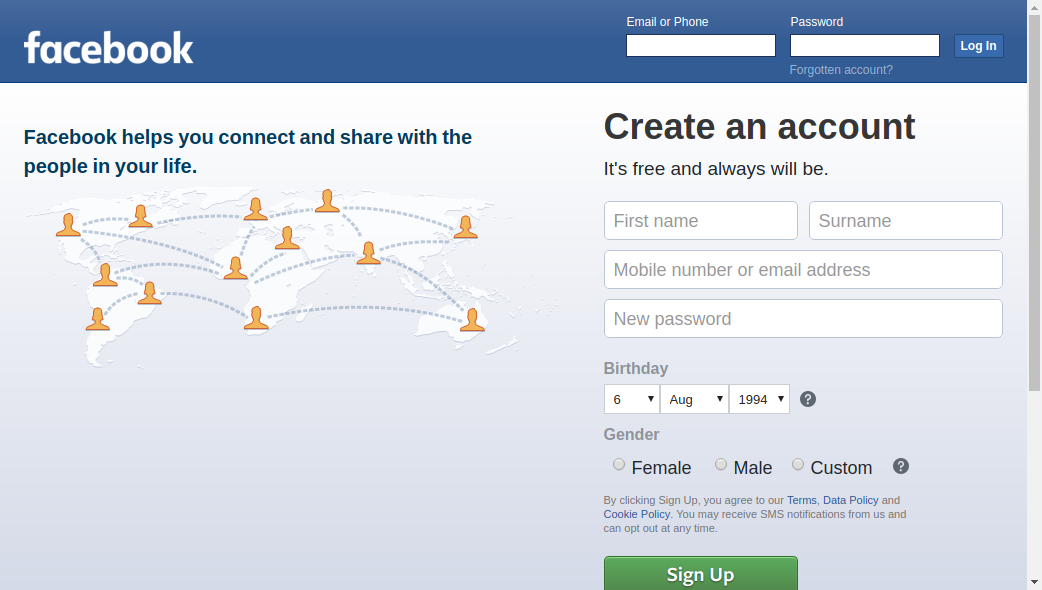 facebook
Email or Phone
Password
Log In
Forgotten account?
Facebook helps you connect and share with the
people in your life.
Create an account
It's free and always will be.
First name
Surname
Mobile number or email address
New password
Birthday
6 Aug 1994 ?
Gender
Female Male Custom ?
By clicking Sign Up, you agree to our Terms, Data Policy and
Cookie Policy. You may receive SMS notifications from us and
can opt out at any time.
Sign Up